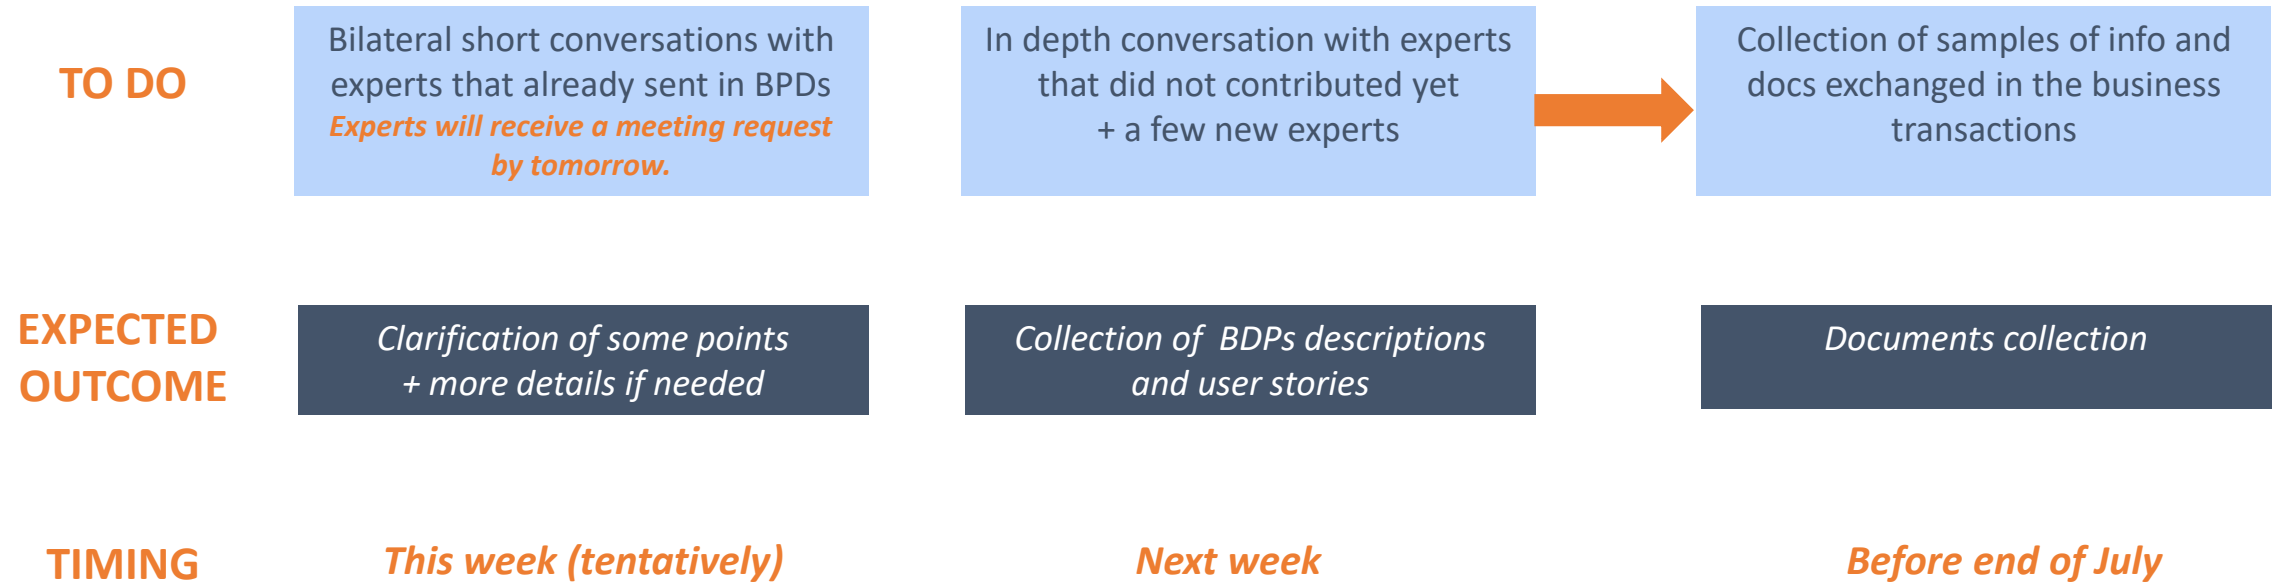 TO DO
Bilateral short conversations with
experts that already sent in BPDs
Experts will receive a meeting request
by tomorrow.
In depth conversation with experts
that did not contributed yet
+ a few new experts
Collection of samples of info and
docs exchanged in the business
transactions
EXPECTED
OUTCOME
Clarification of some points
+ more details if needed
Collection of BDPs descriptions
and user stories
Documents collection
TIMING
This week (tentatively)
Next week
Before end of July